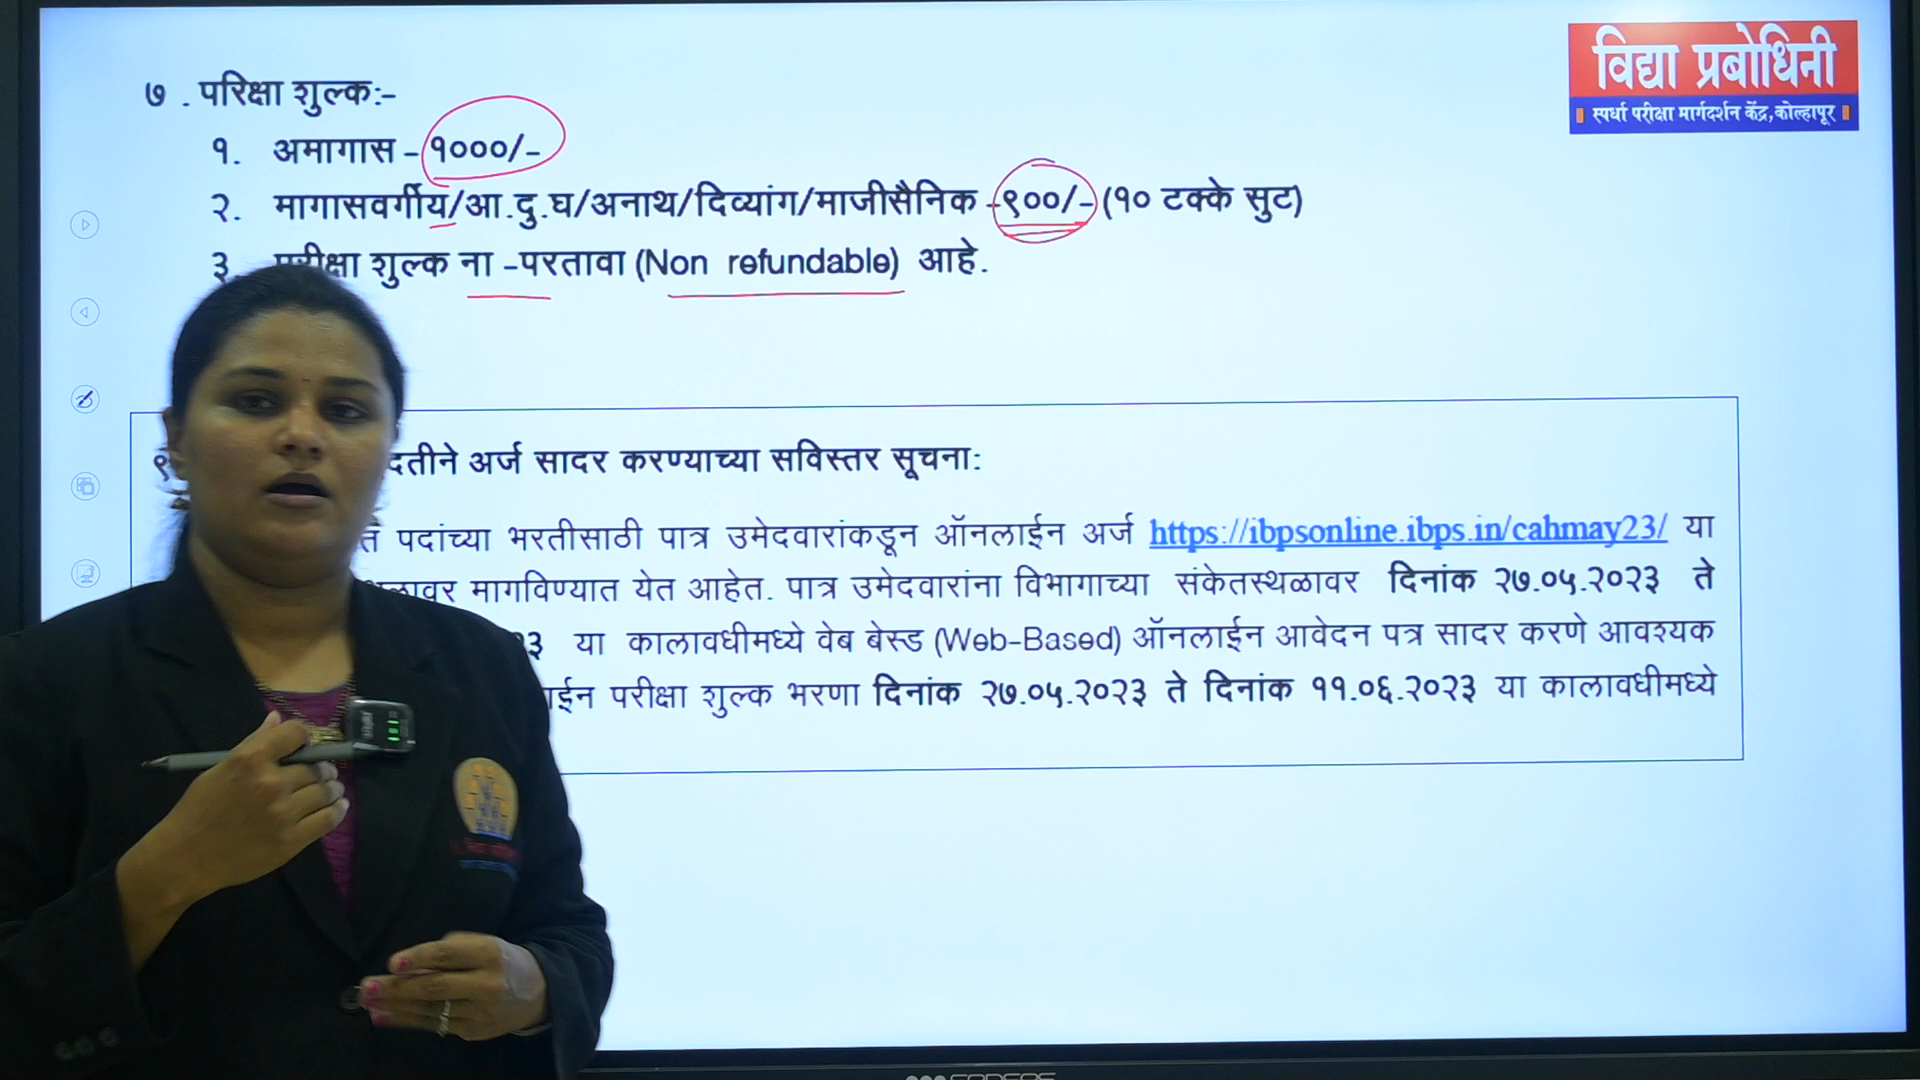 विद्या प्रबोधिनी
स्पर्धा परीक्षा मार्गदर्शन केंद्र,कोल्हापूर
७ . परिक्षा शुल्क:-
१. अमागास - १०००/-
२. मागासवर्गीय/आ.दु.घ/अनाथ/दिव्यांग/माजीसैनिक -९००/- (१० टक्के सुट)
३. परीक्षा शुल्क ना -परतावा (Non refundable) आहे.
अर्ज सादर करण्याच्या सविस्तर सूचना:
पदांच्या भरतीसाठी पात्र उमेदवारांकडून ऑनलाईन अर्ज https://ibpsonline.ibps.in/cahmay23/ या
मागविण्यात येत आहेत. पात्र उमेदवारांना विभागाच्या संकेतस्थळावर दिनांक २७.०५.२०२३ ते
या कालावधीमध्ये वेब बेस्ड (Web-Based) ऑनलाईन आवेदन पत्र सादर करणे आवश्यक
परीक्षा शुल्क भरणा दिनांक २७.०५.२०२३ ते दिनांक ११.०६.२०२३ या कालावधीमध्ये